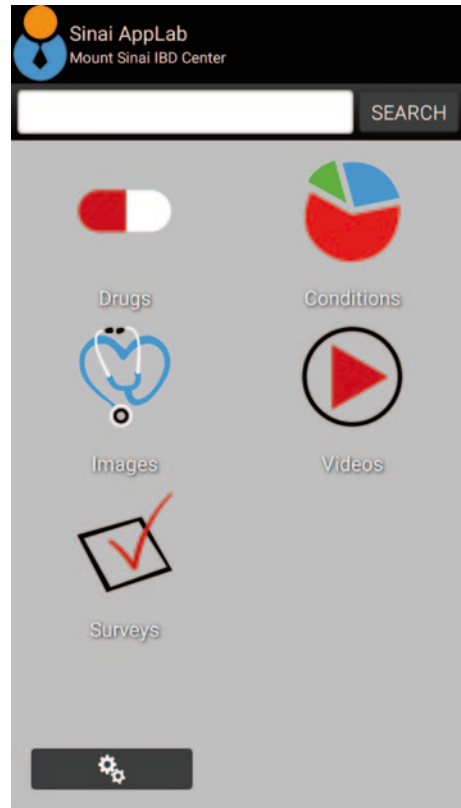 Sinai AppLab
Mount Sinai IBD Center
SEARCH
Drugs
Conditions
Images
Videos
Surveys